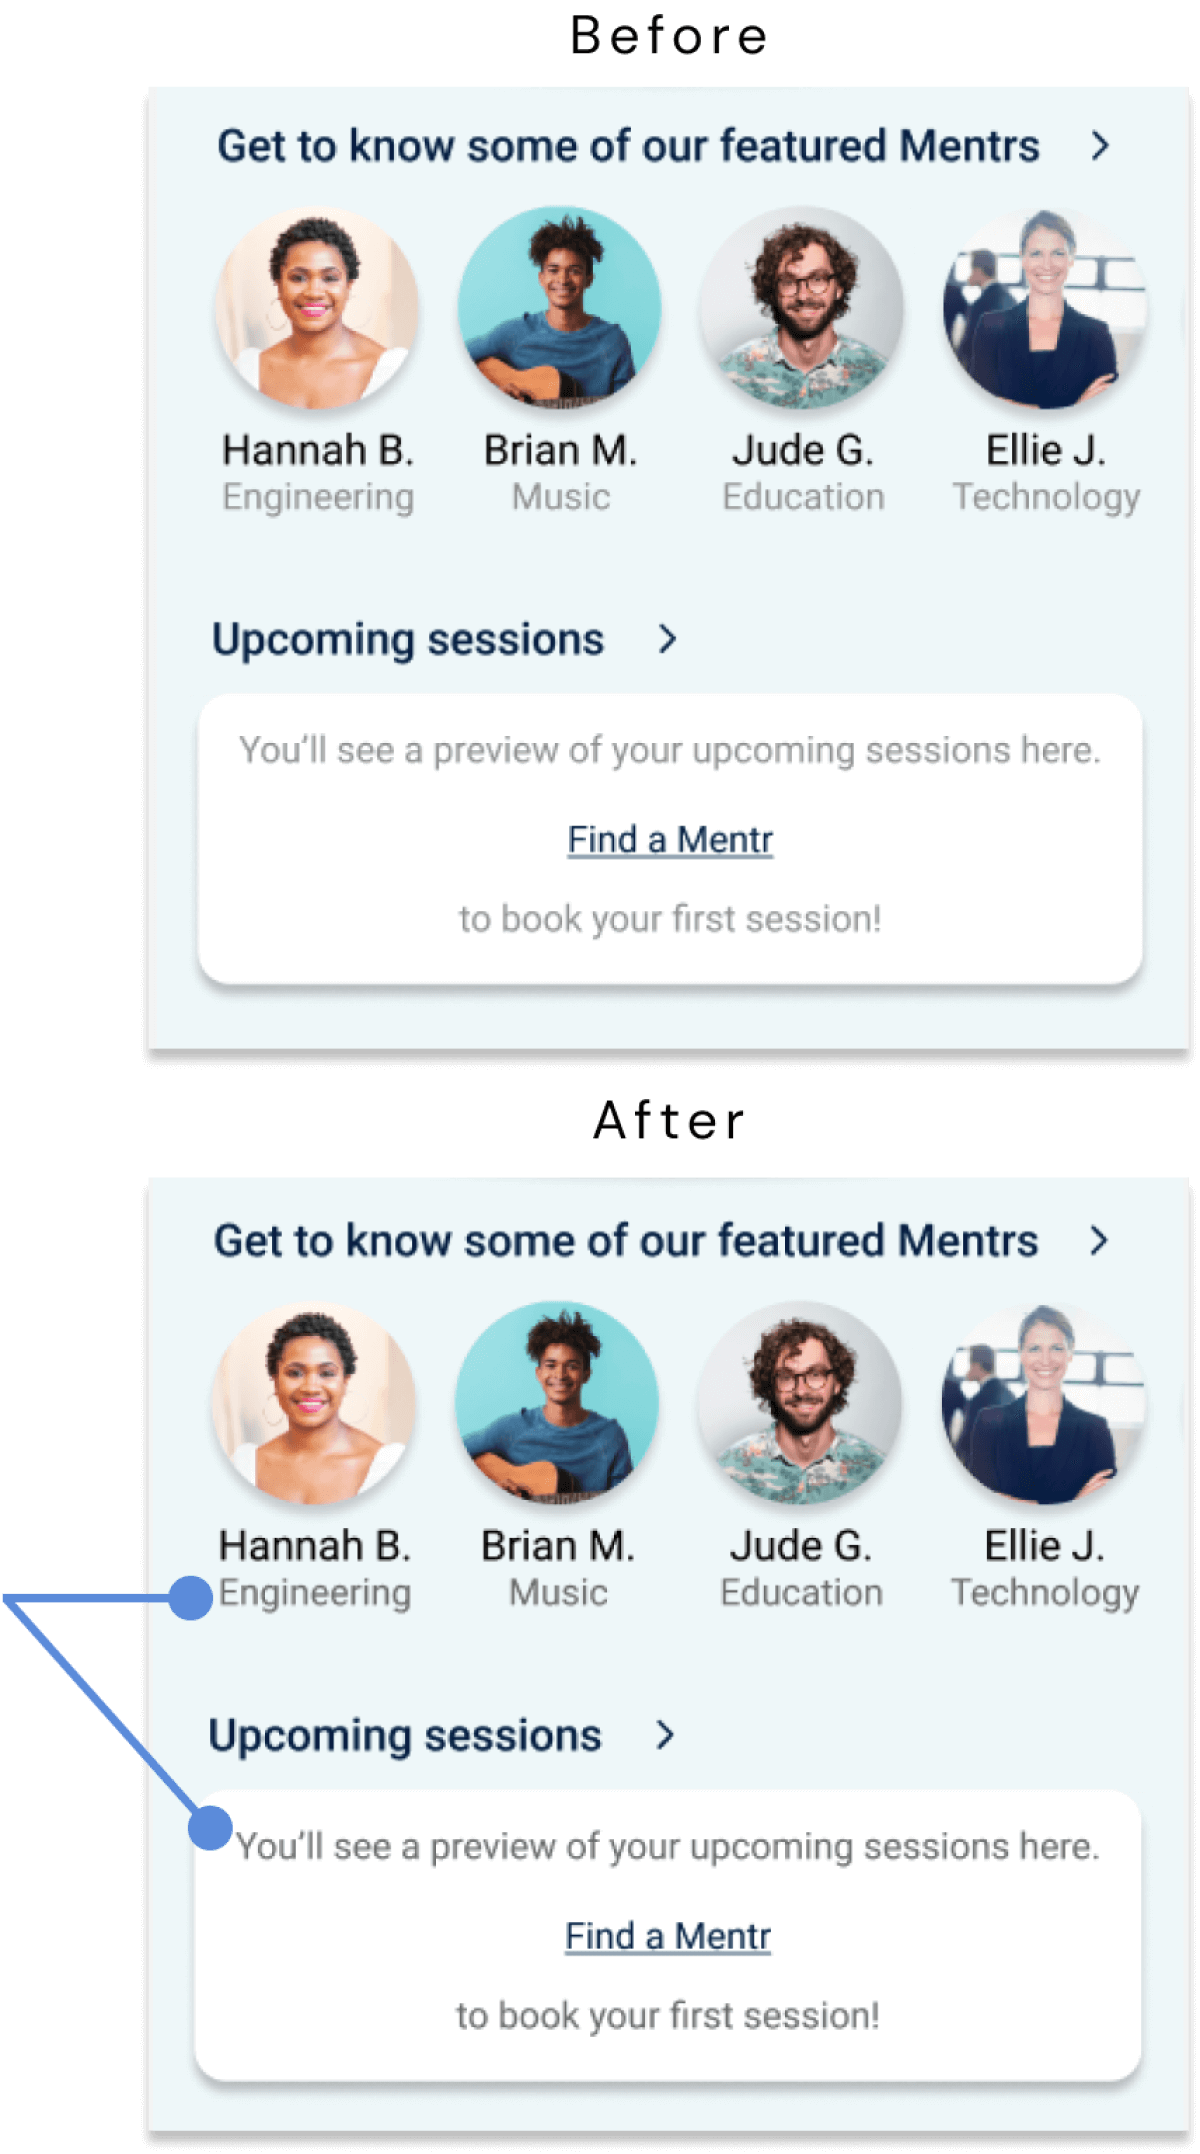 Before
Get to know some of our featured Mentrs
Hannah B. Brian M. Jude G. Ellie J.
Engineering Music Education Technology
Upcoming sessions
You'll see a preview of your upcoming sessions here.
Find a Mentr
to book your first session!
After
Get to know some of our featured Mentrs
Hannah B. Brian M. Jude G. Ellie J.
Engineering Music Education Technology
Upcoming sessions
You'll see a preview of your upcoming sessions here.
Find a Mentr
to book your first session!